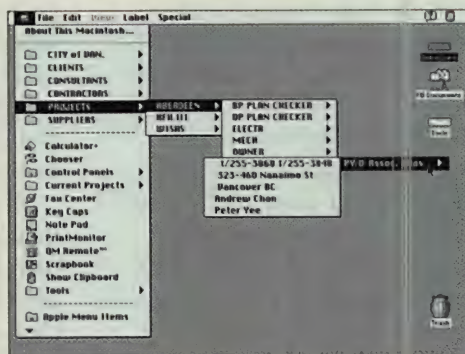 File Edit View Label Special
About This Macintosh...
CITY of VAN.
CLIENTS
CONSULTANTS
CONTRACTORS
PROJECTS
SUPPLIERS
ABERDEEN
WISHS
BP PLAN CHECKER
DP PLAN CHECKER
ELECTR
MECH
OWNER
1/255-3868 1/255-3848
323-460 Nanaimo St
Vancouver BC
Andrew Chan
Peter Yee
Calculator+
Chooser
Control Panels
Current Projects
Fax Center
Key Caps
Note Pad
PrintMonitor
QM Remote™
Scrapbook
Show Clipboard
Tools
Apple Menu Items
Trash